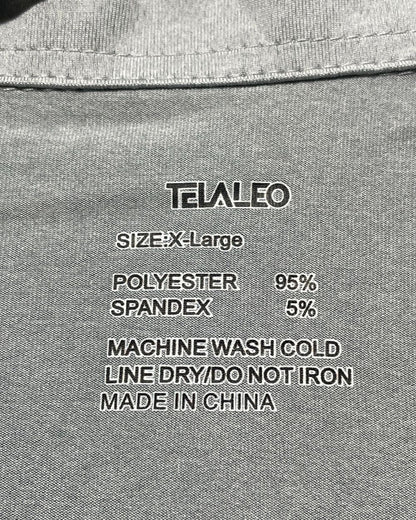 TELALEO
SIZE:X-Large
POLYESTER 95%
SPANDEX 5%
MACHINE WASH COLD
LINE DRY/DO NOT IRON
MADE IN CHINA